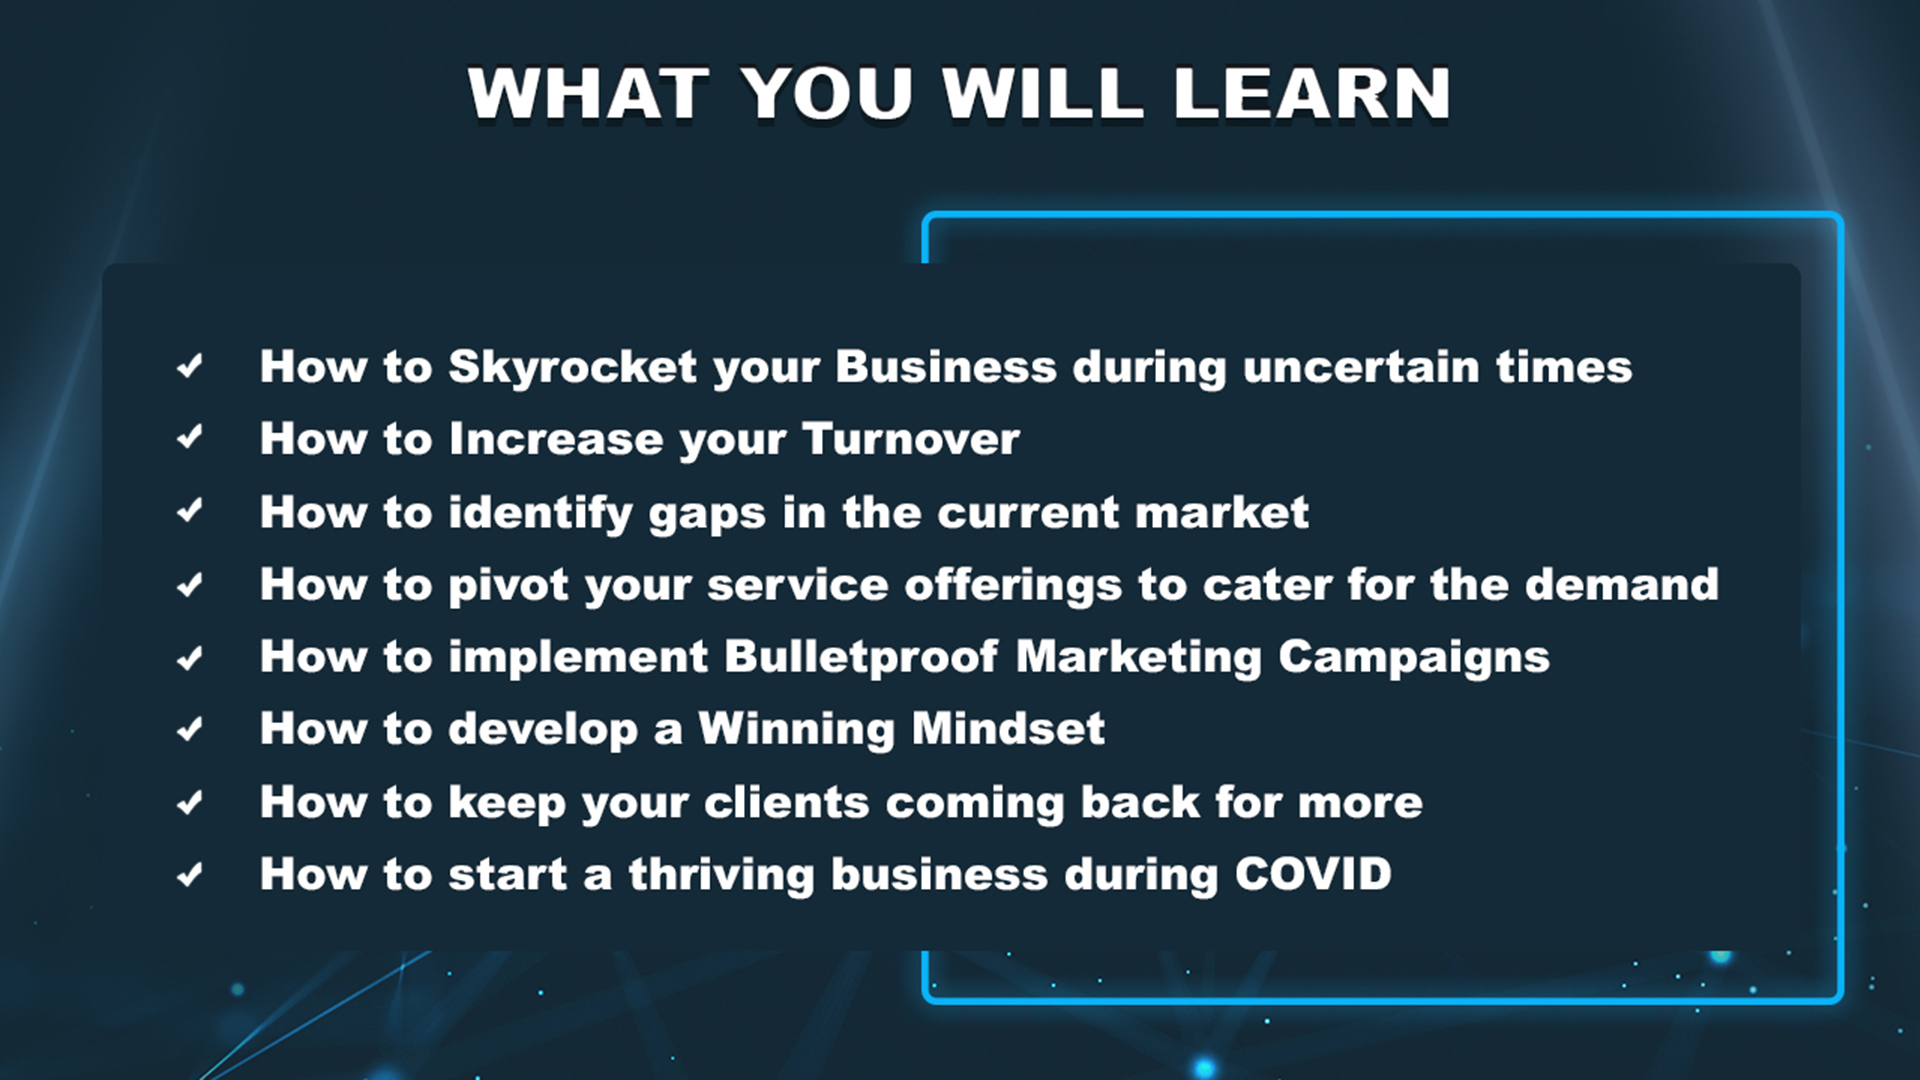 WHAT YOU WILL LEARN
✓ How to Skyrocket your Business during uncertain times
✓ How to Increase your Turnover
✓ How to identify gaps in the current market
✓ How to pivot your service offerings to cater for the demand
✓ How to implement Bulletproof Marketing Campaigns
✓ How to develop a Winning Mindset
✓ How to keep your clients coming back for more
✓ How to start a thriving business during COVID